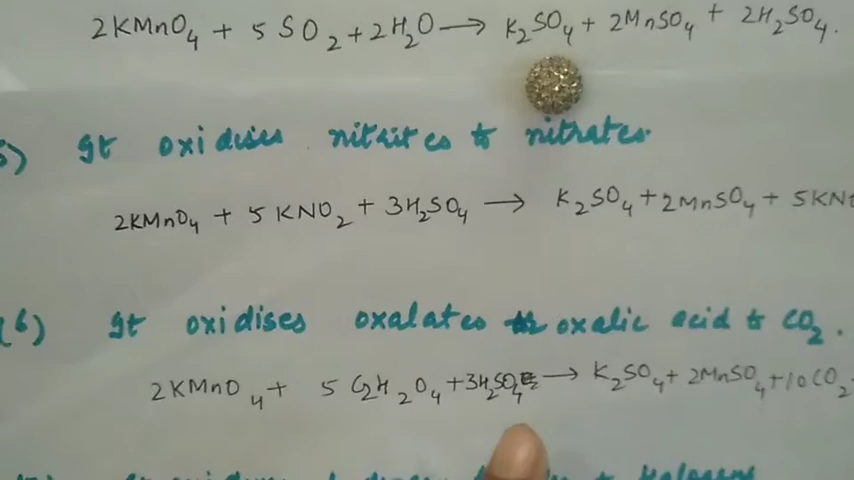 2KMnO₄ + 5SO₂ + 2H₂O → K₂SO₄ + 2MnSO₄ + 2H₂SO₄.
5) It oxidises nitrites to nitrates.
2KMnO₄ + 5KNO₂ + 3H₂SO₄ → K₂SO₄ + 2MnSO₄ + 5KN
(6) It oxidises oxalates oxalic acid to CO₂.
2KMnO₄ + 5C₂H₂O₄ + 3H₂SO₄ → K₂SO₄ + 2MnSO₄ + 10CO₂